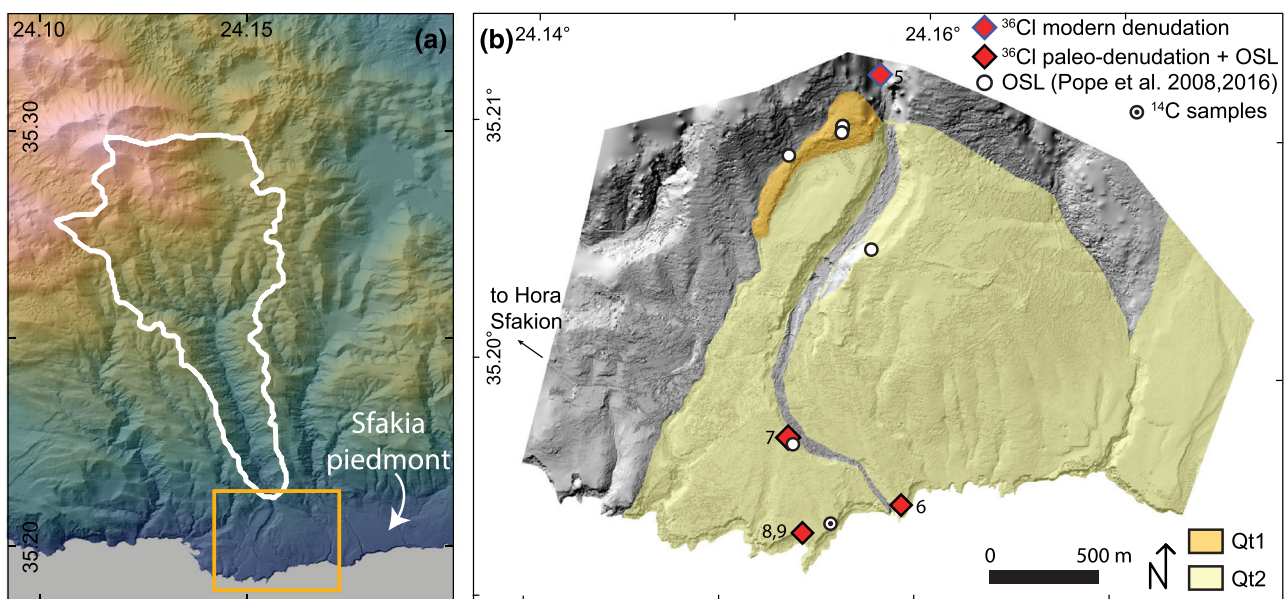 24.10
24.15
(a)
35.30
35.20
Sfakia
piedmont
(b)
24.14°
24.16°
³⁶Cl modern denudation
³⁶Cl paleo-denudation + OSL
OSL (Pope et al. 2008,2016)
¹⁴C samples
5
35.21°
35.20°
to Hora
Sfakion
7
6
8,9
0 500 m
N
Qt1
Qt2